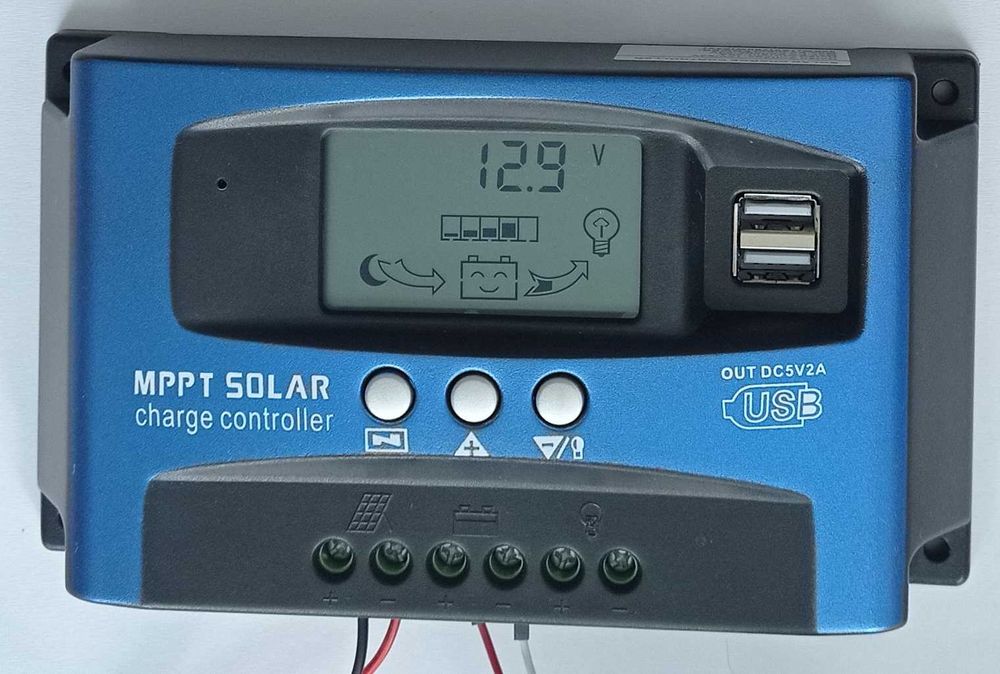 12.9 V
MPPT SOLAR
charge controller
OUT DC5V2A
USB
+ − + − + −